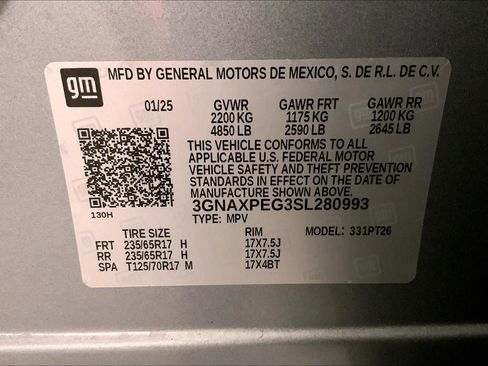 gm MFD BY GENERAL MOTORS DE MEXICO, S. DE R.L. DE C.V.
01/25 GVWR GAWR FRT GAWR RR
2200 KG 1175 KG 1200 KG
4850 LB 2590 LB 2645 LB
THIS VEHICLE CONFORMS TO ALL
APPLICABLE U.S. FEDERAL MOTOR
VEHICLE SAFETY AND THEFT PREVENTION
STANDARDS IN EFFECT ON THE DATE OF
MANUFACTURE SHOWN ABOVE.
3GNAXPEG3SL280993
130H TYPE: MPV
TIRE SIZE RIM MODEL: 331PT26
FRT 235/65R17 H 17X7.5J
RR 235/65R17 H 17X7.5J
SPA T125/70R17 M 17X4BT